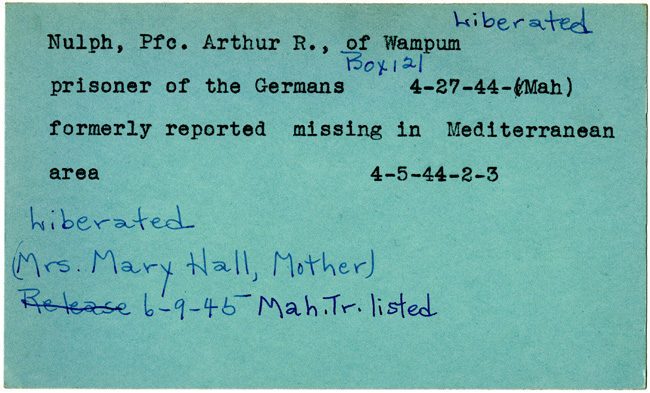 Liberated
Nulph, Pfc. Arthur R., of Wampum
Box 121
prisoner of the Germans 4-27-44-(Mah)
formerly reported missing in Mediterranean
area 4-5-44-2-3
Liberated
(Mrs. Mary Hall, Mother)
Release 6-9-45 Mah.Tr. listed